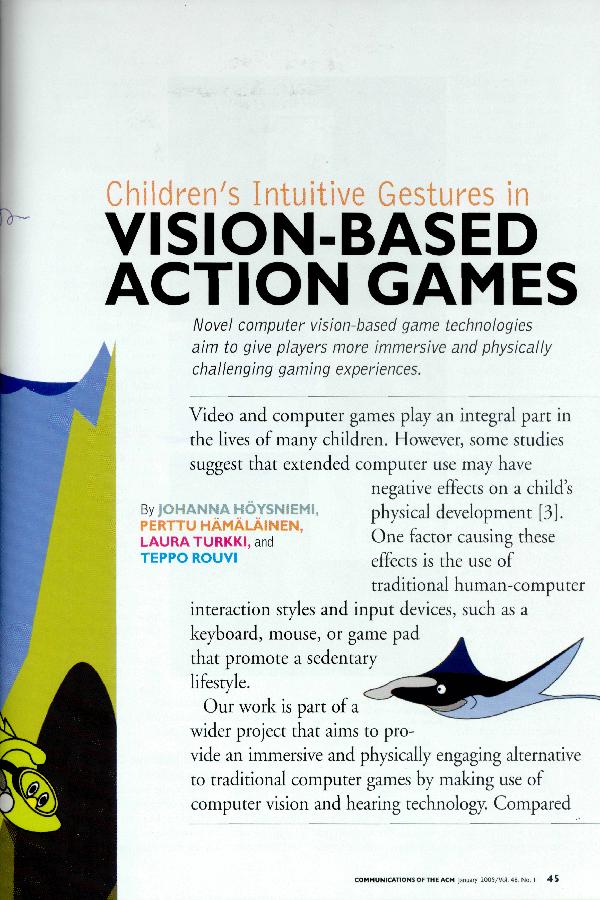 Children's Intuitive Gestures in
VISION-BASED
ACTION GAMES
Novel computer vision-based game technologies
aim to give players more immersive and physically
challenging gaming experiences.
Video and computer games play an integral part in
the lives of many children. However, some studies
suggest that extended computer use may have
negative effects on a child's
physical development [3].
One factor causing these
effects is the use of
traditional human-computer
By JOHANNA HÖYSNIEMI,
PERTTU HÄMÄLÄINEN,
LAURA TURKKI, and
TEPPO ROUVI
interaction styles and input devices, such as a
keyboard, mouse, or game pad
that promote a sedentary
lifestyle.
Our work is part of a
wider project that aims to pro-
vide an immersive and physically engaging alternative
to traditional computer games by making use of
computer vision and hearing technology. Compared
COMMUNICATIONS OF THE ACM January 2005/Vol. 48, No. 1 45